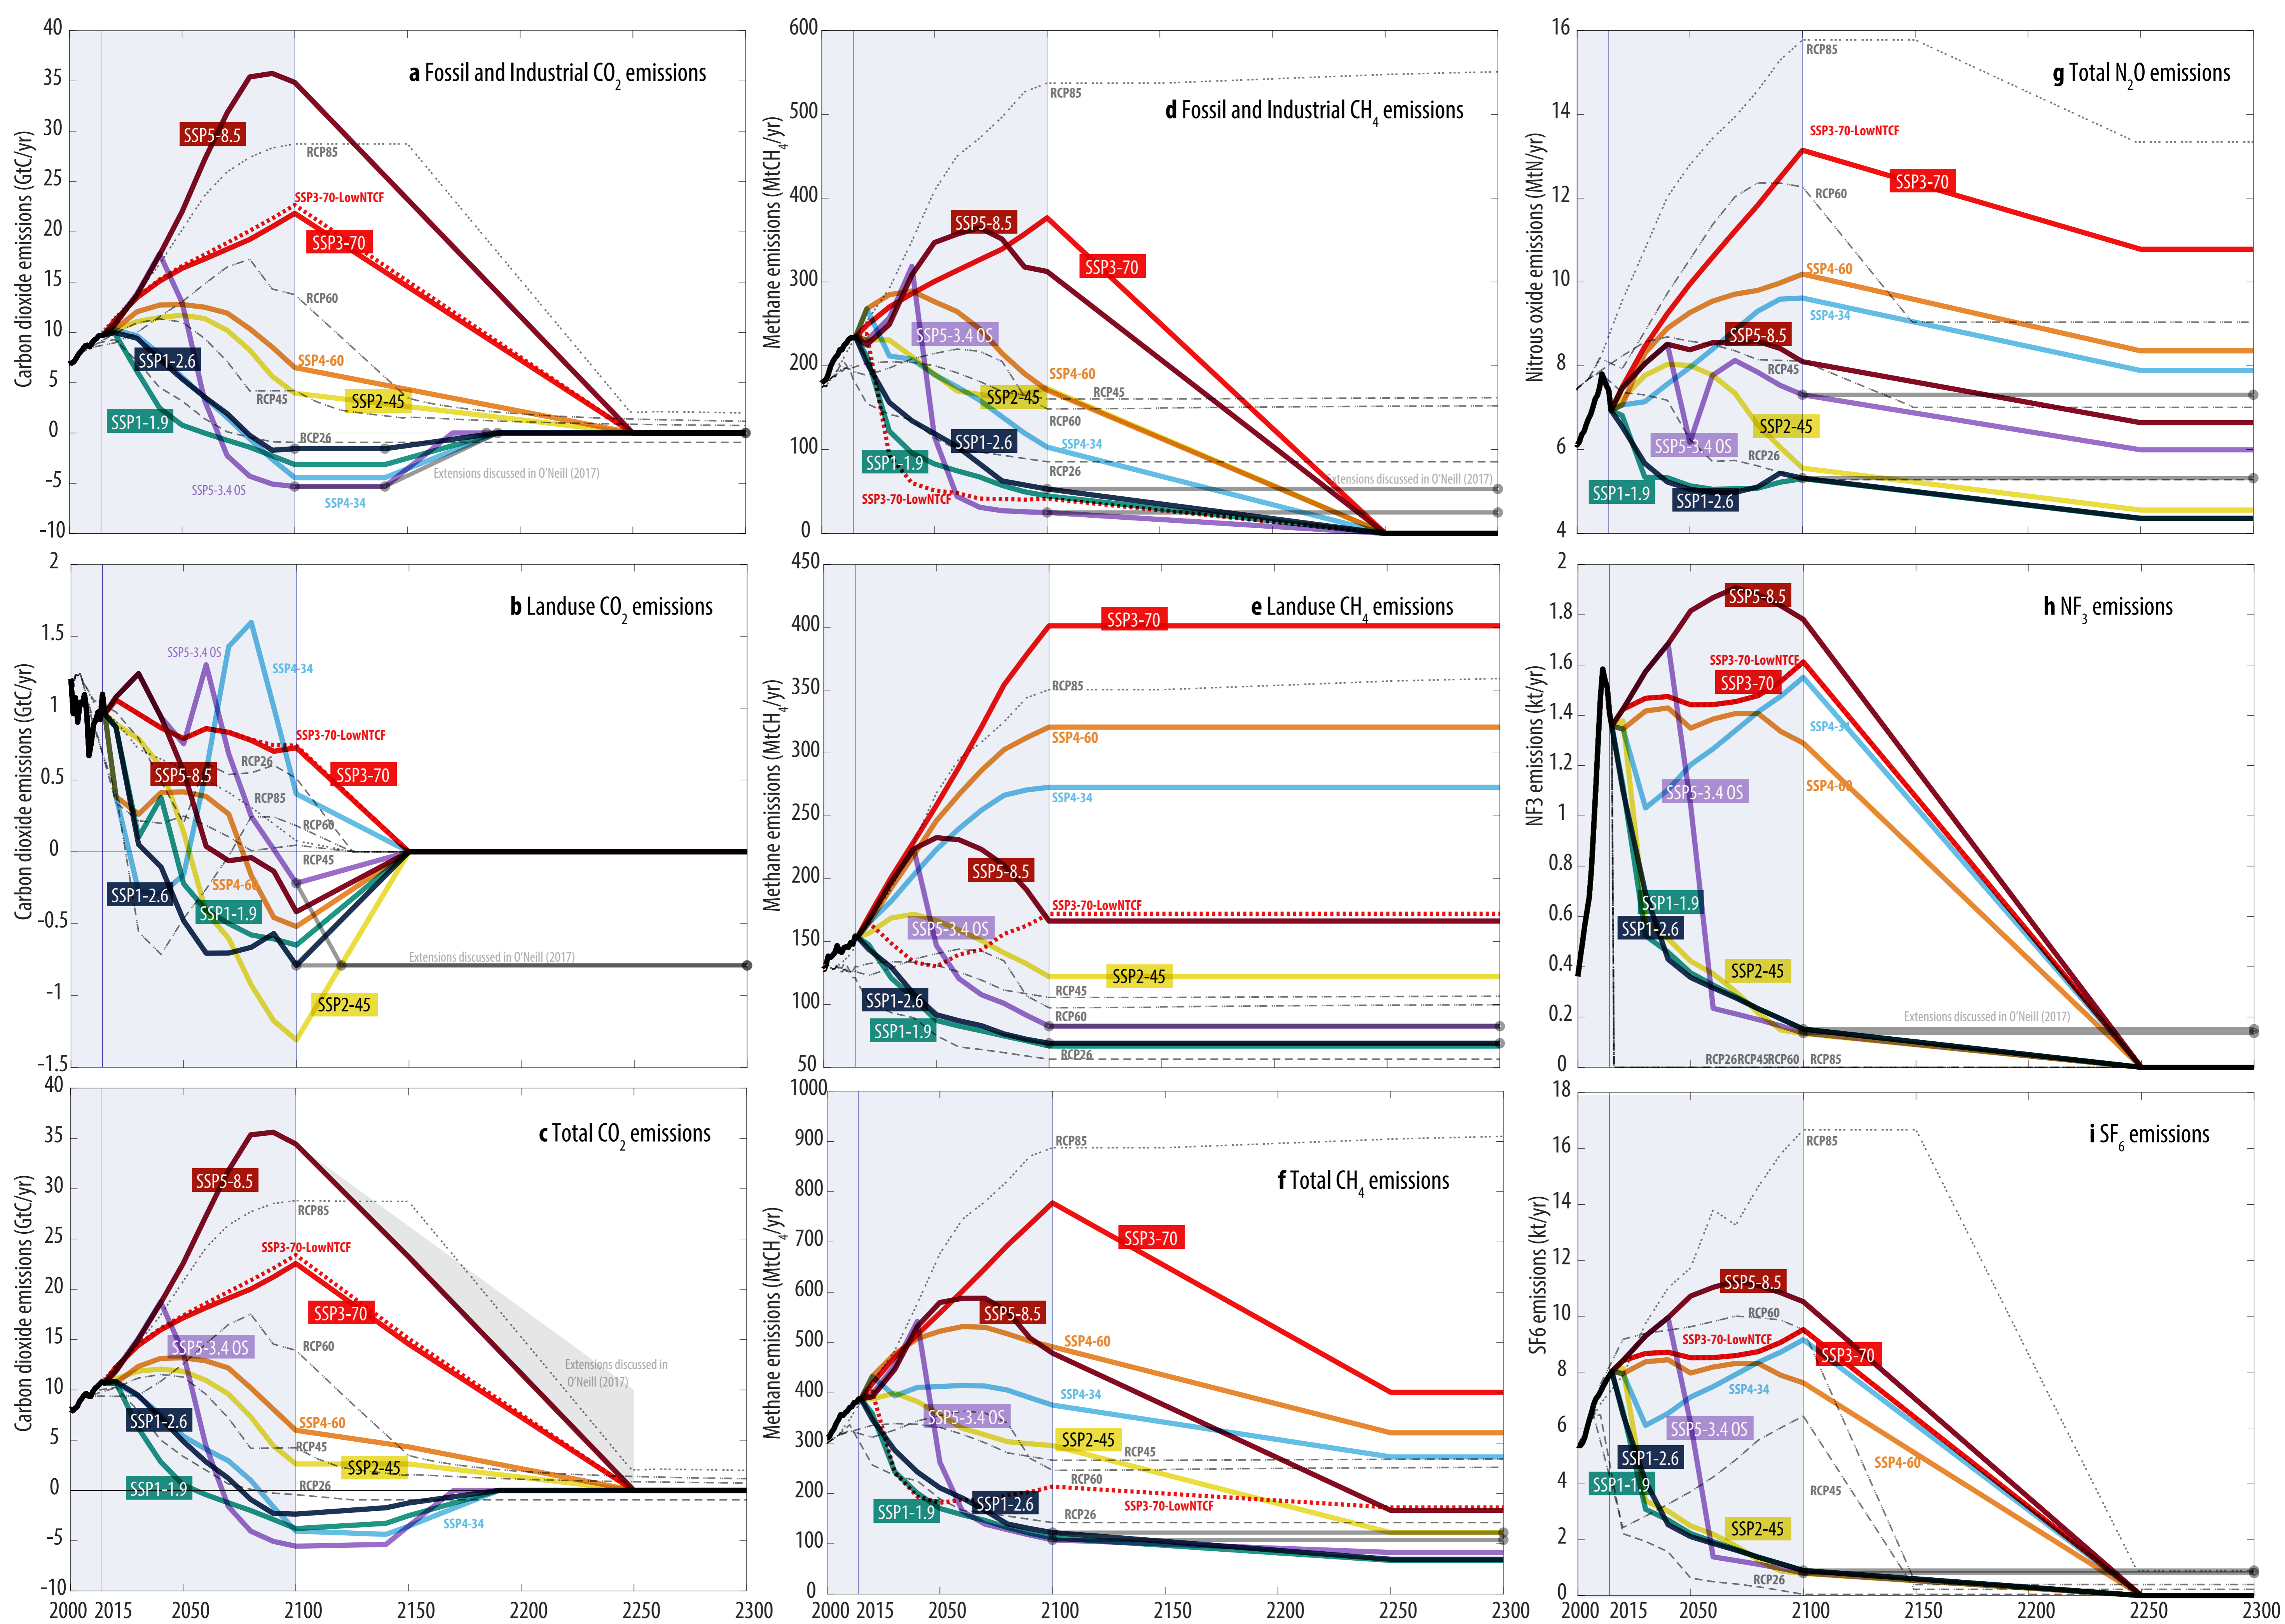 a Fossil and Industrial CO2 emissions
Carbon dioxide emissions (GtC/yr)
40
35
30
25
20
15
10
5
0
-5
-10
SSP5-8.5
RCP85
SSP3-70-LowNTCF
SSP3-70
RCP60
SSP1-2.6
SSP4-60
RCP45
SSP2-45
SSP1-1.9
RCP26
Extensions discussed in O'Neill (2017)
SSP5-3.4 OS
SSP4-34
d Fossil and Industrial CH4 emissions
Methane emissions (MtCH4/yr)
600
500
400
300
200
100
0
RCP85
SSP5-8.5
SSP3-70
SSP5-3.4 OS
SSP4-60
SSP2-45
RCP45
RCP60
SSP1-2.6
SSP4-34
SSP1-1.9
RCP26
Extensions discussed in O'Neill (2017)
SSP3-70-LowNTCF
g Total N2O emissions
Nitrous oxide emissions (MtN/yr)
16
14
12
10
8
6
4
RCP85
SSP3-70-LowNTCF
SSP3-70
RCP60
SSP4-60
SSP4-34
SSP5-8.5
RCP45
SSP2-45
SSP5-3.4 OS
RCP26
SSP1-1.9
SSP1-2.6
b Landuse CO2 emissions
Carbon dioxide emissions (GtC/yr)
2
1.5
1
0.5
0
-0.5
-1
-1.5
SSP5-3.4 OS
SSP4-34
SSP3-70-LowNTCF
RCP26
SSP5-8.5
SSP3-70
RCP85
RCP60
RCP45
SSP1-2.6
SSP4-60
SSP1-1.9
Extensions discussed in O'Neill (2017)
SSP2-45
e Landuse CH4 emissions
Methane emissions (MtCH4/yr)
450
400
350
300
250
200
150
100
50
SSP3-70
RCP85
SSP4-60
SSP4-34
SSP5-8.5
SSP3-70-LowNTCF
SSP5-3.4 OS
SSP2-45
SSP1-2.6
RCP45
RCP60
SSP1-1.9
RCP26
h NF3 emissions
NF3 emissions (kt/yr)
2
1.8
1.6
1.4
1.2
1
0.8
0.6
0.4
0.2
0
SSP5-8.5
SSP3-70-LowNTCF
SSP3-70
SSP4-34
SSP5-3.4 OS
SSP4-60
SSP1-1.9
SSP1-2.6
SSP2-45
Extensions discussed in O'Neill (2017)
RCP26RCP45RCP60 RCP85
c Total CO2 emissions
Carbon dioxide emissions (GtC/yr)
40
35
30
25
20
15
10
5
0
-5
-10
SSP5-8.5
RCP85
SSP3-70-LowNTCF
SSP3-70
SSP5-3.4 OS
RCP60
Extensions discussed in
O'Neill (2017)
SSP1-2.6
SSP4-60
RCP45
SSP2-45
SSP1-1.9
RCP26
SSP4-34
2000 2015 2050 2100 2150 2200 2250 2300
f Total CH4 emissions
Methane emissions (MtCH4/yr)
1000
900
800
700
600
500
400
300
200
100
0
RCP85
SSP3-70
SSP5-8.5
SSP4-60
SSP4-34
SSP5-3.4 OS
SSP2-45
RCP45
RCP60
SSP1-2.6
SSP3-70-LowNTCF
SSP1-1.9
RCP26
2000 2015 2050 2100 2150 2200 2250 2300
i SF6 emissions
SF6 emissions (kt/yr)
18
16
14
12
10
8
6
4
2
0
RCP85
SSP5-8.5
RCP60
SSP3-70-LowNTCF
SSP3-70
SSP4-34
SSP5-3.4 OS
SSP1-2.6
SSP4-60
SSP1-1.9
RCP45
SSP2-45
RCP26
2000 2015 2050 2100 2150 2200 2250 2300